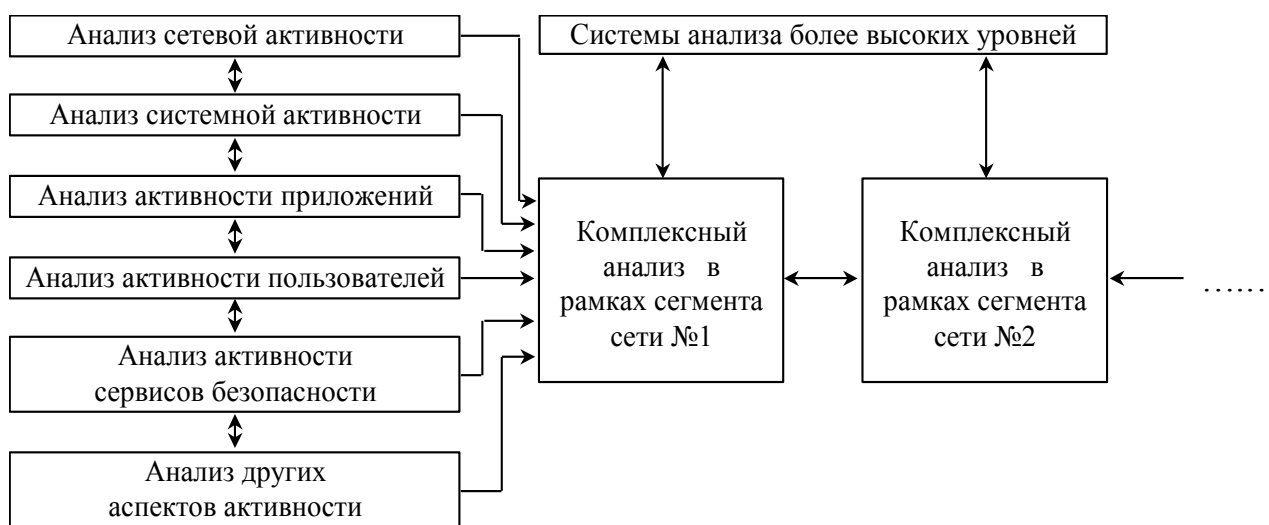 Анализ сетевой активности
Анализ системной активности
Анализ активности приложений
Анализ активности пользователей
Анализ активности
сервисов безопасности
Анализ других
аспектов активности
Системы анализа более высоких уровней
Комплексный
анализ в
рамках сегмента
сети №1
Комплексный
анализ в
рамках сегмента
сети №2
……